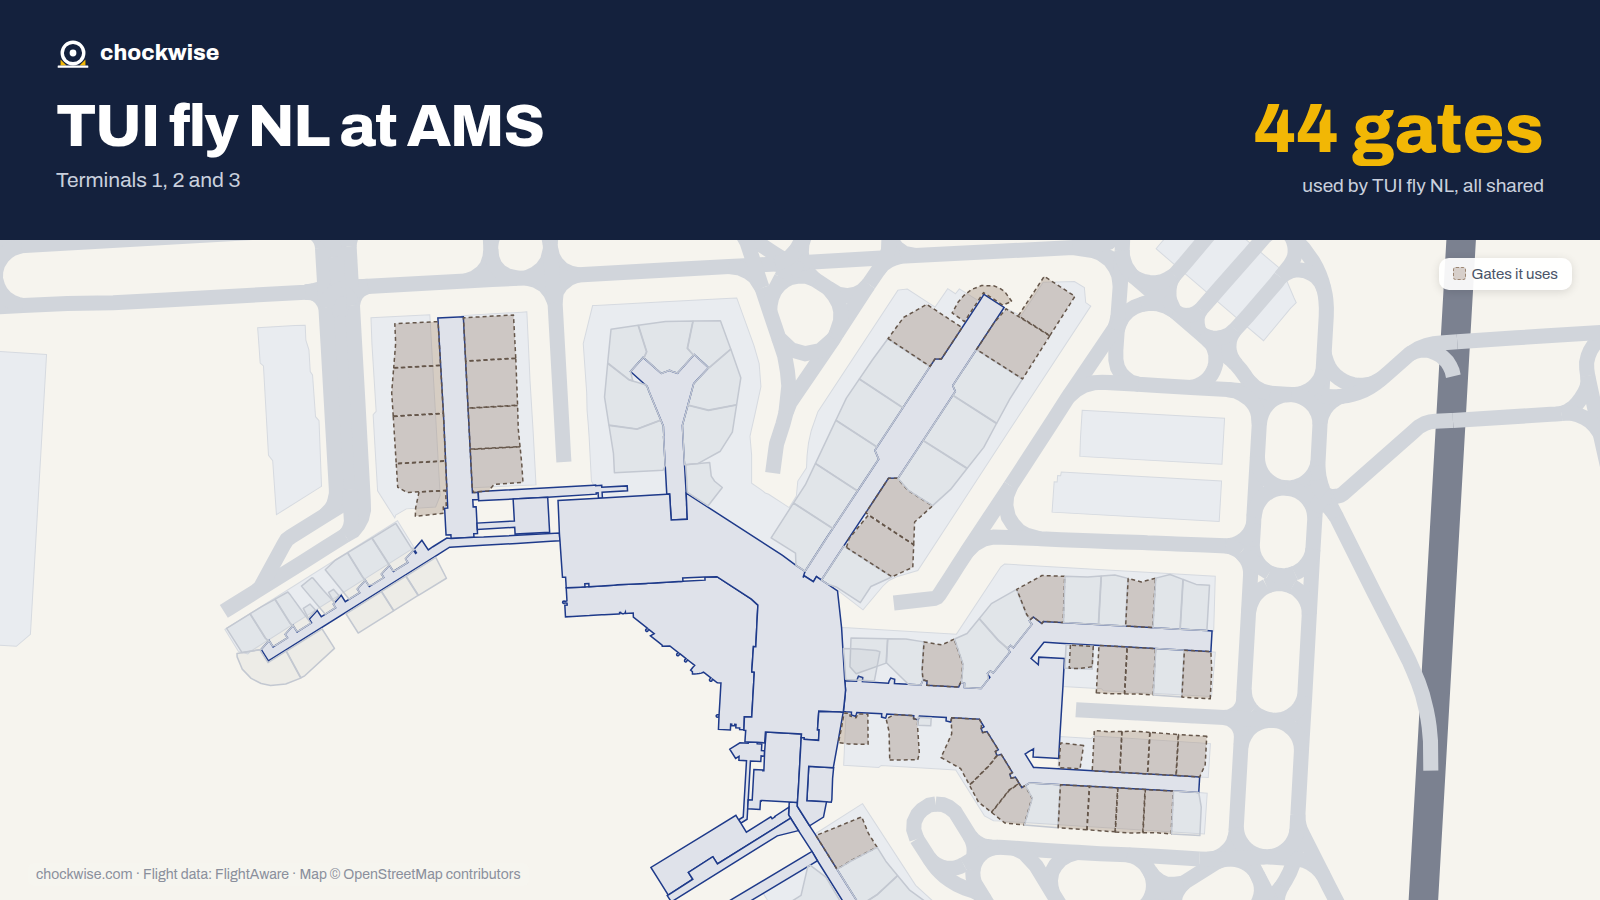 chockwise
TUI fly NL at AMS
Terminals 1, 2 and 3
44 gates
used by TUI fly NL, all shared
Gates it uses
chockwise.com · Flight data: FlightAware · Map © OpenStreetMap contributors